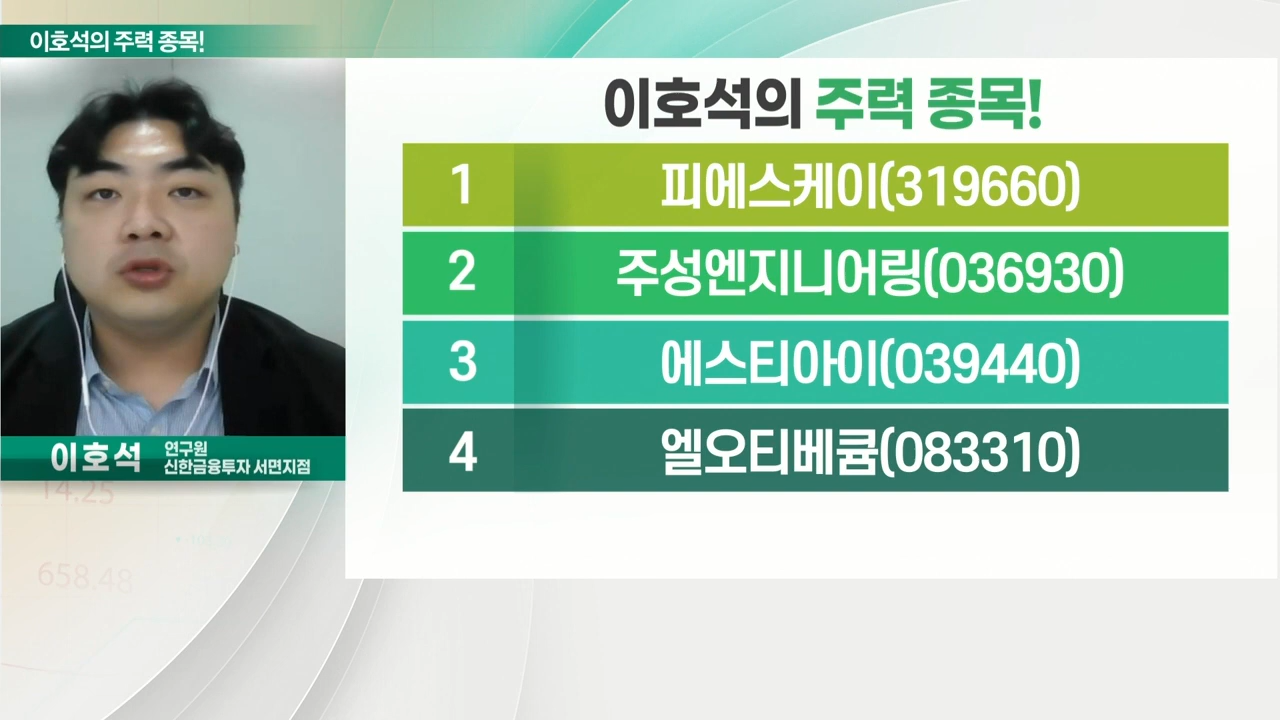 이호석의 주력 종목!
이호석의 주력 종목!
1 피에스케이(319660)
2 주성엔지니어링(036930)
3 에스티아이(039440)
4 엘오티베큠(083310)
이호석 연구원
신한금융투자 서면지점
14.25
658.48